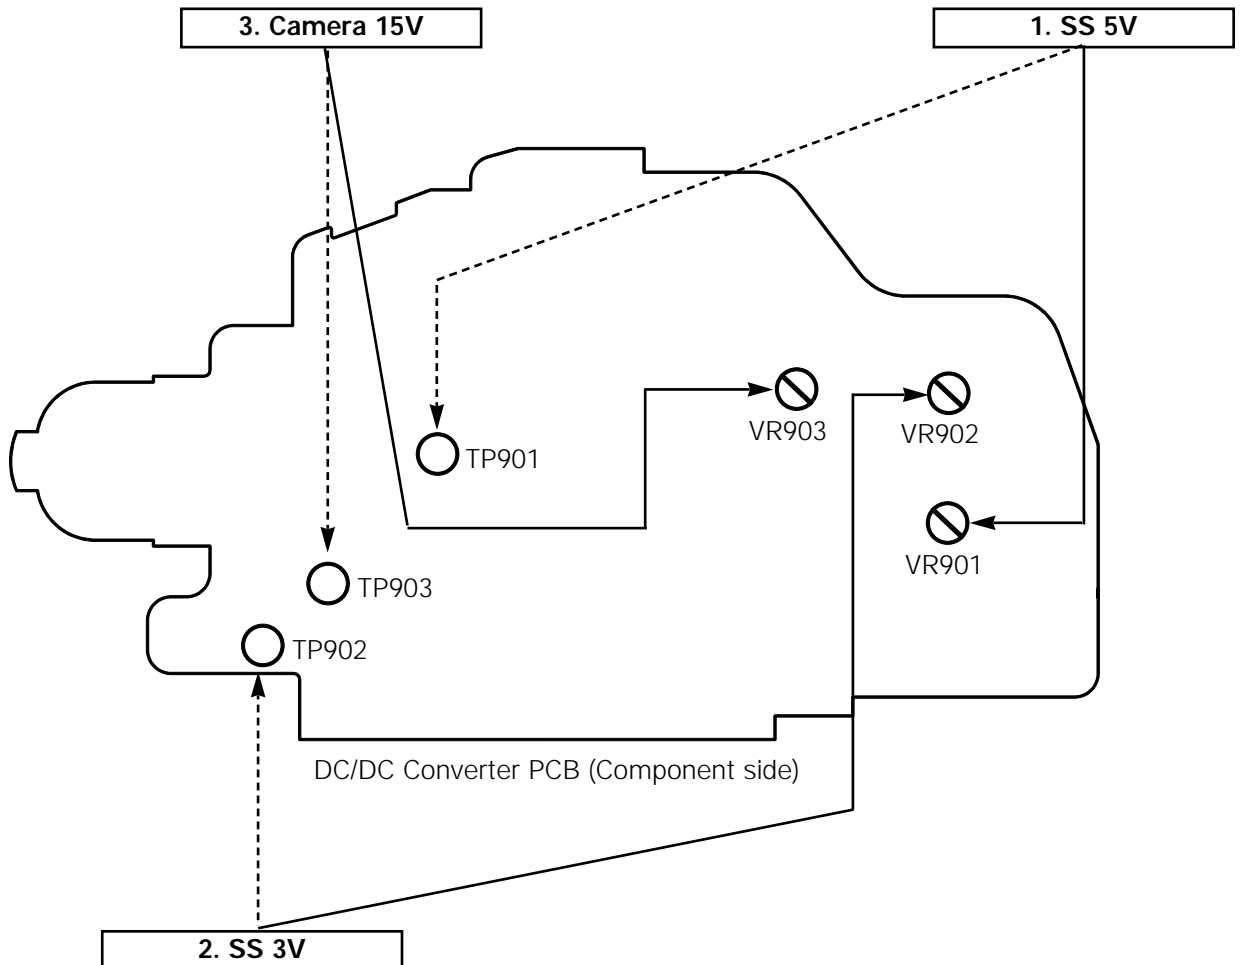 3. Camera 15V
1. SS 5V
VR903
VR902
TP901
VR901
TP903
TP902
DC/DC Converter PCB (Component side)
2. SS 3V